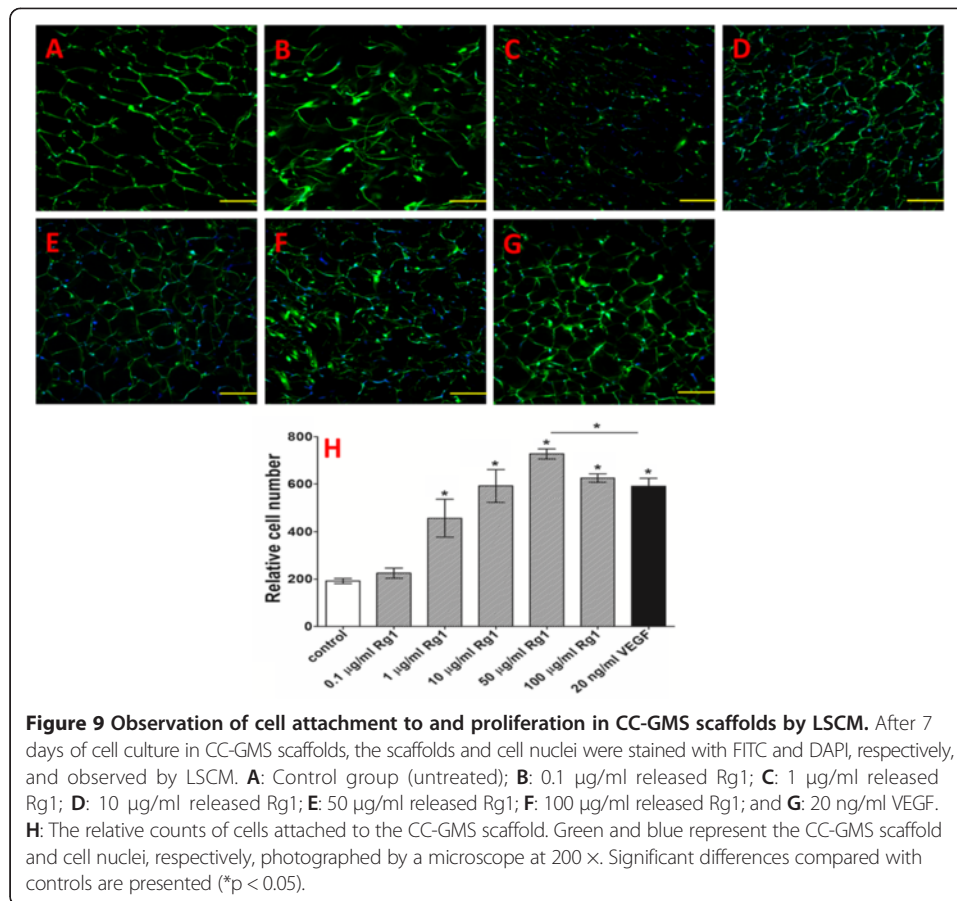 A
B
C
D
E
F
G
H
Relative cell number
800
600
400
200
0
*
*
*
*
*
*
control
0.1 µg/ml Rg1
1 µg/ml Rg1
10 µg/ml Rg1
50 µg/ml Rg1
100 µg/ml Rg1
20 ng/ml VEGF
Figure 9 Observation of cell attachment to and proliferation in CC-GMS scaffolds by LSCM. After 7
days of cell culture in CC-GMS scaffolds, the scaffolds and cell nuclei were stained with FITC and DAPI, respectively,
and observed by LSCM. A: Control group (untreated); B: 0.1 µg/ml released Rg1; C: 1 µg/ml released
Rg1; D: 10 µg/ml released Rg1; E: 50 µg/ml released Rg1; F: 100 µg/ml released Rg1; and G: 20 ng/ml VEGF.
H: The relative counts of cells attached to the CC-GMS scaffold. Green and blue represent the CC-GMS scaffold
and cell nuclei, respectively, photographed by a microscope at 200 ×. Significant differences compared with
controls are presented (*p < 0.05).